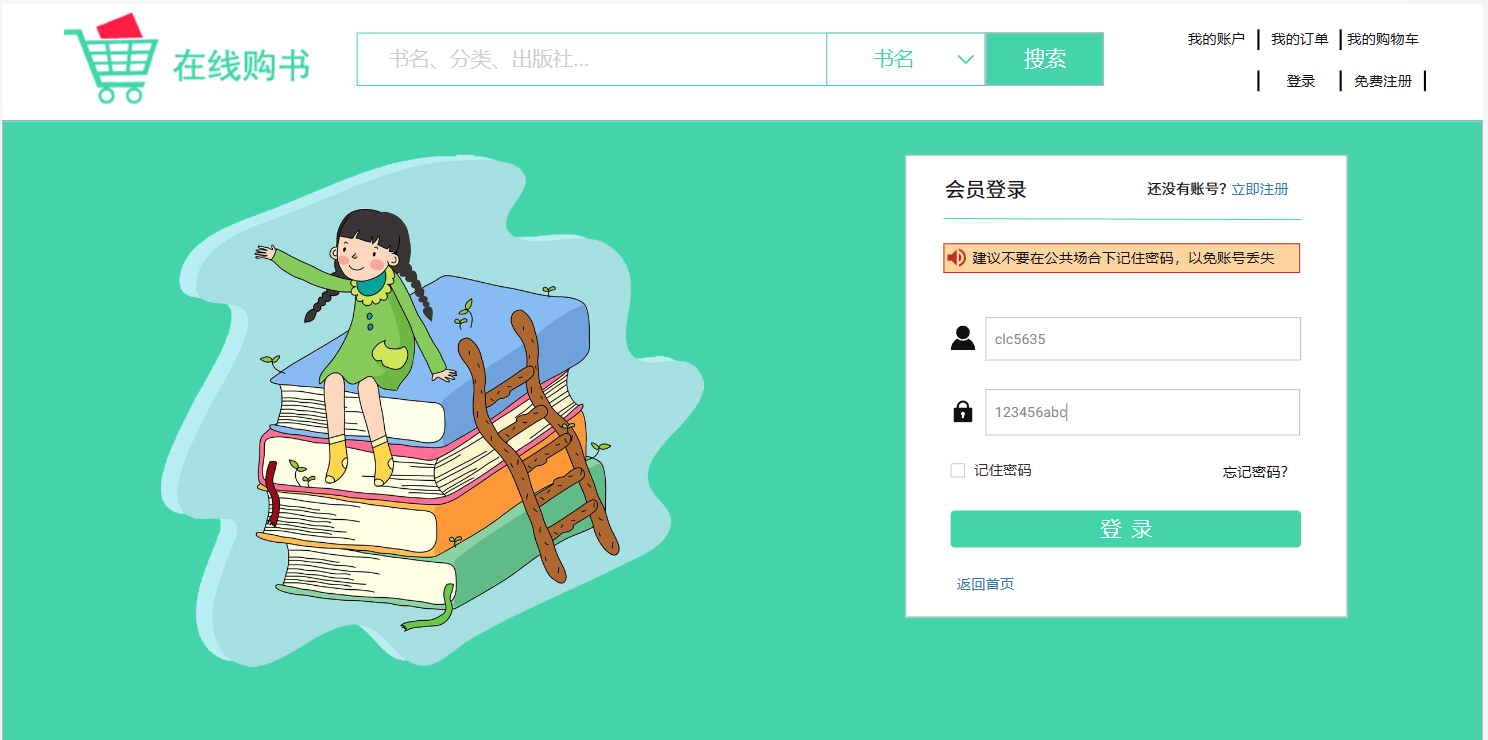 在线购书
书名、分类、出版社...
书名
搜索
我的账户 我的订单 我的购物车
登录 免费注册
会员登录 还没有账号? 立即注册
建议不要在公共场合下记住密码，以免账号丢失
clc5635
123456abc
记住密码 忘记密码?
登 录
返回首页